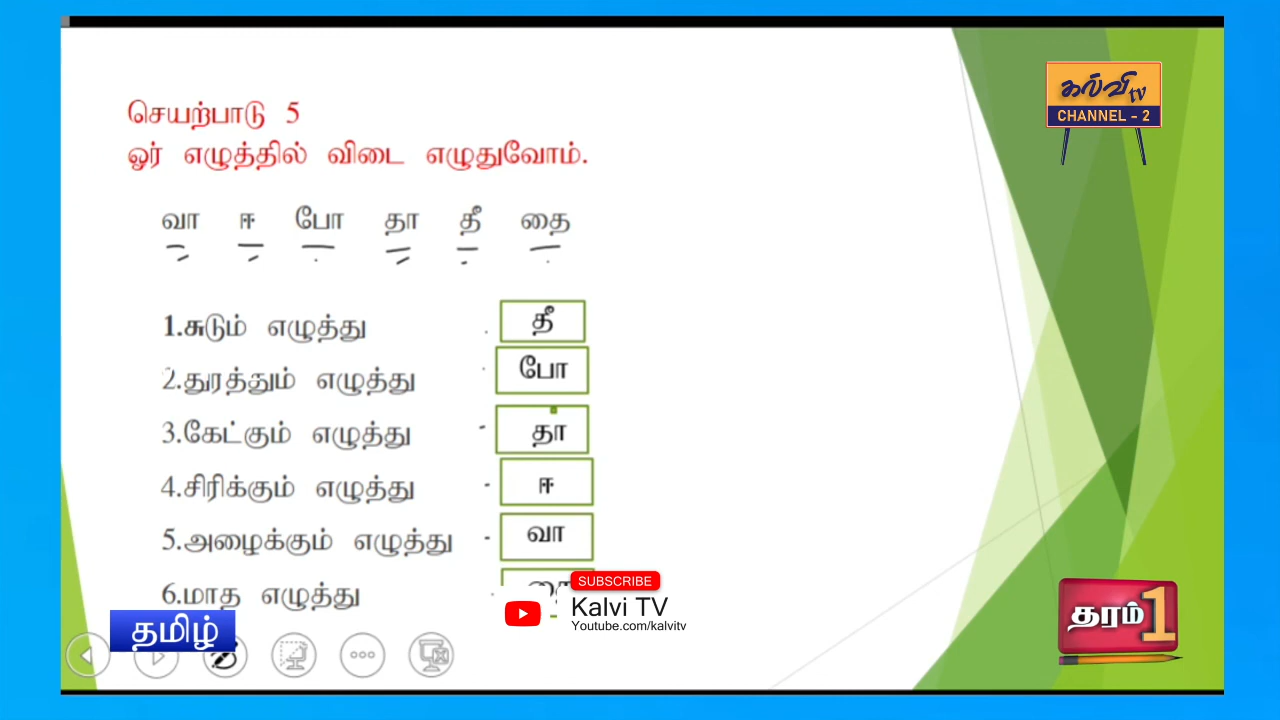 செயற்பாடு 5
ஓர் எழுத்தில் விடை எழுதுவோம்.
வா ஈ போ தா தீ தை
1.சுடும் எழுத்து - தீ
2.துரத்தும் எழுத்து - போ
3.கேட்கும் எழுத்து - தா
4.சிரிக்கும் எழுத்து - ஈ
5.அழைக்கும் எழுத்து - வா
6.மாத எழுத்து
கல்வி tv
CHANNEL - 2
SUBSCRIBE
Kalvi TV
Youtube.com/kalvitv
தமிழ்
தரம் 1